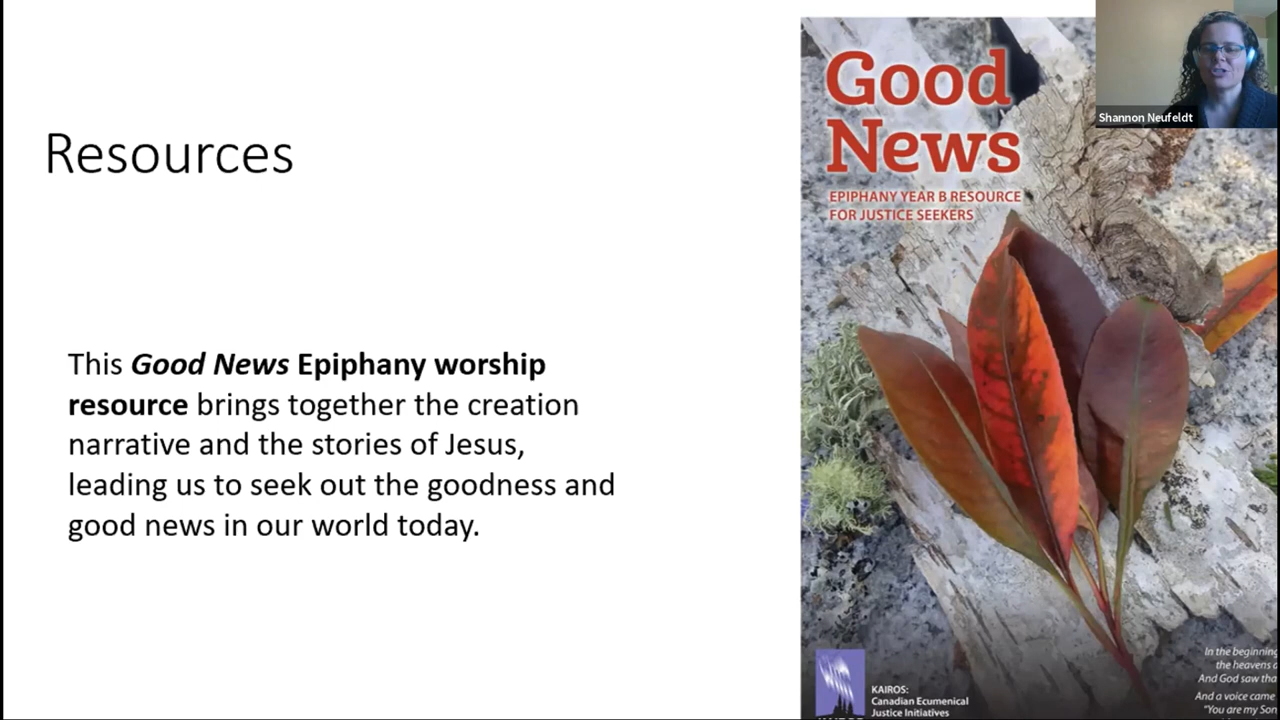 Resources
This Good News Epiphany worship
resource brings together the creation
narrative and the stories of Jesus,
leading us to seek out the goodness and
good news in our world today.
Good
News
EPIPHANY YEAR B RESOURCE
FOR JUSTICE SEEKERS
Shannon Neufeldt
KAIROS:
Canadian Ecumenical
Justice Initiatives
In the beginning
the heavens
And God saw tha
And a voice came
"You are my Son